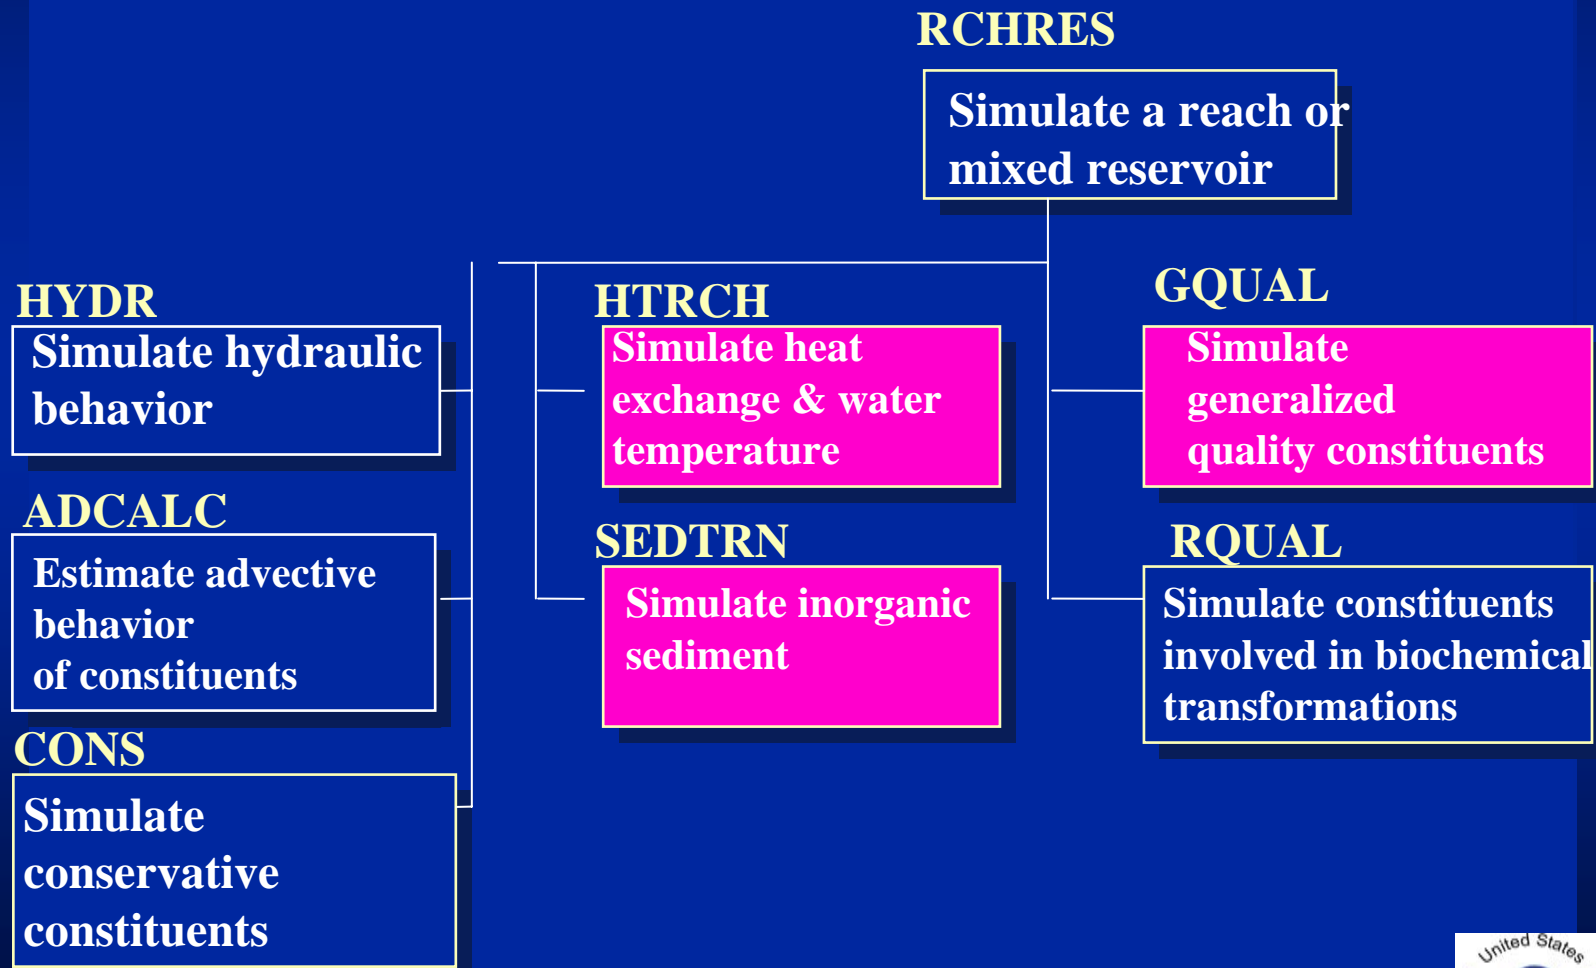 RCHRES
Simulate a reach or
mixed reservoir
HYDR
Simulate hydraulic
behavior
HTRCH
Simulate heat
exchange & water
temperature
GQUAL
Simulate
generalized
quality constituents
ADCALC
Estimate advective
behavior
of constituents
SEDTRN
Simulate inorganic
sediment
RQUAL
Simulate constituents
involved in biochemical
transformations
CONS
Simulate
conservative
constituents
United States